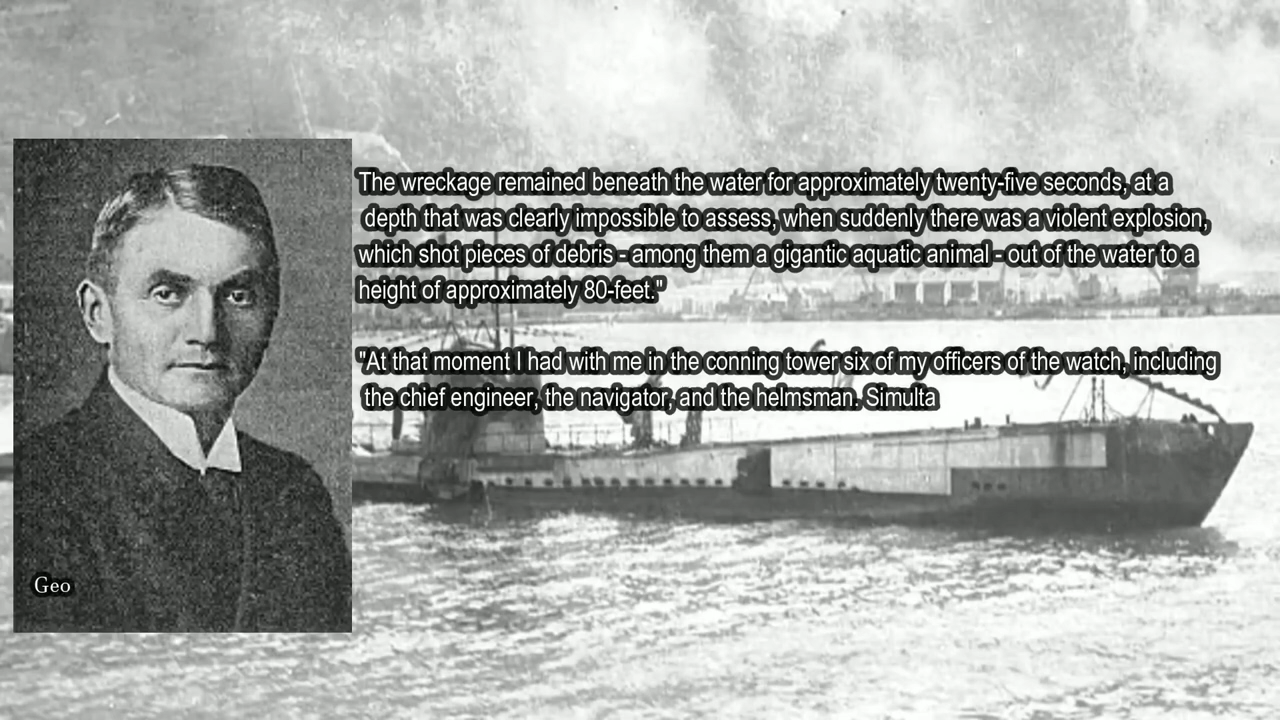 The wreckage remained beneath the water for approximately twenty-five seconds, at a
depth that was clearly impossible to assess, when suddenly there was a violent explosion,
which shot pieces of debris - among them a gigantic aquatic animal - out of the water to a
height of approximately 80-feet."
"At that moment I had with me in the conning tower six of my officers of the watch, including
the chief engineer, the navigator, and the helmsman. Simulta
Geo